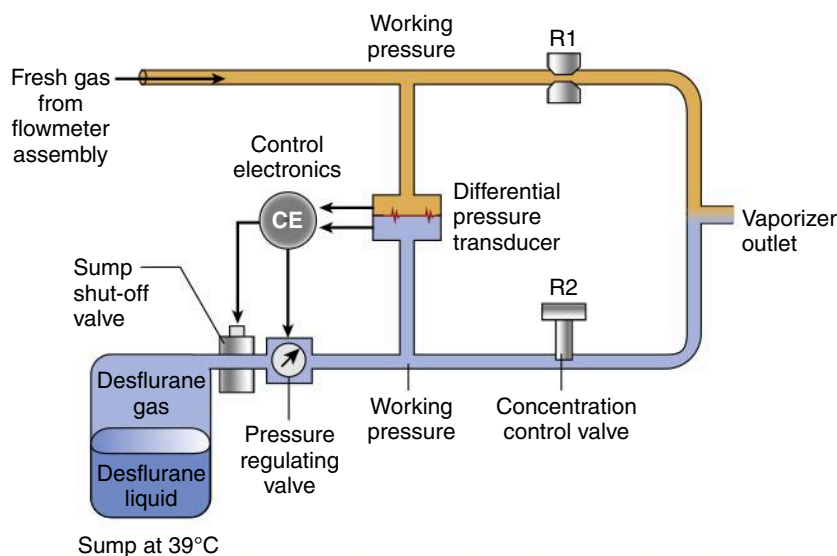 Working
pressure
R1
Fresh gas
from
flowmeter
assembly
Control
electronics
CE
Differential
pressure
transducer
Vaporizer
outlet
Sump
shut-off
valve
R2
Desflurane
gas
Desflurane
liquid
Pressure
regulating
valve
Working
pressure
Concentration
control valve
Sump at 39°C